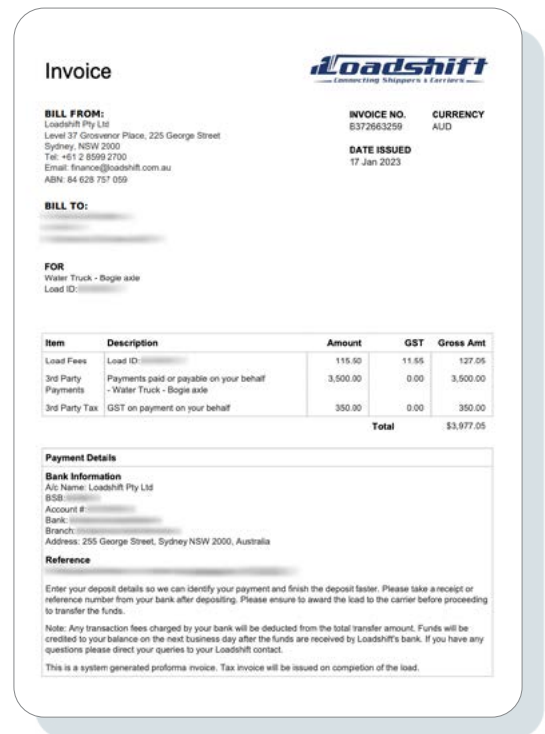 Invoice
Loadshift
Connecting Shippers & Carriers
BILL FROM:
Loadshift Pty Ltd
Level 37 Grosvenor Place, 225 George Street
Sydney, NSW 2000
Tel: +61 2 8599 2700
Email: finance@loadshift.com.au
ABN: 84 628 757 059
INVOICE NO. CURRENCY
B372663259 AUD
DATE ISSUED
17 Jan 2023
BILL TO:
FOR
Water Truck - Bogie axle
Load ID:
Item Description Amount GST Gross Amt
Load Fees Load ID: 115.50 11.55 127.05
3rd Party Payments paid or payable on your behalf 3,500.00 0.00 3,500.00
Payments - Water Truck - Bogie axle
3rd Party Tax GST on payment on your behalf 350.00 0.00 350.00
Total $3,977.05
Payment Details
Bank Information
A/c Name: Loadshift Pty Ltd
BSB:
Account #:
Bank:
Branch:
Address: 255 George Street, Sydney NSW 2000, Australia
Reference
Enter your deposit details so we can identify your payment and finish the deposit faster. Please take a receipt or
reference number from your bank after depositing. Please ensure to award the load to the carrier before proceeding
to transfer the funds.
Note: Any transaction fees charged by your bank will be deducted from the total transfer amount. Funds will be
credited to your balance on the next business day after the funds are received by Loadshift's bank. If you have any
questions please direct your queries to your Loadshift contact.
This is a system generated proforma invoice. Tax invoice will be issued on completion of the load.